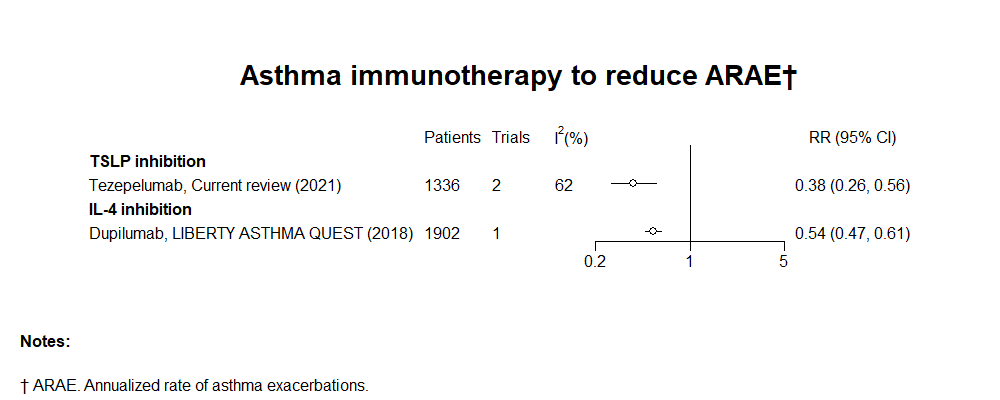 Asthma immunotherapy to reduce ARAE†
Patients Trials I²(%) RR (95% CI)
TSLP inhibition
Tezepelumab, Current review (2021) 1336 2 62 0.38 (0.26, 0.56)
IL-4 inhibition
Dupilumab, LIBERTY ASTHMA QUEST (2018) 1902 1 0.54 (0.47, 0.61)
0.2 1 5
Notes:
† ARAE. Annualized rate of asthma exacerbations.